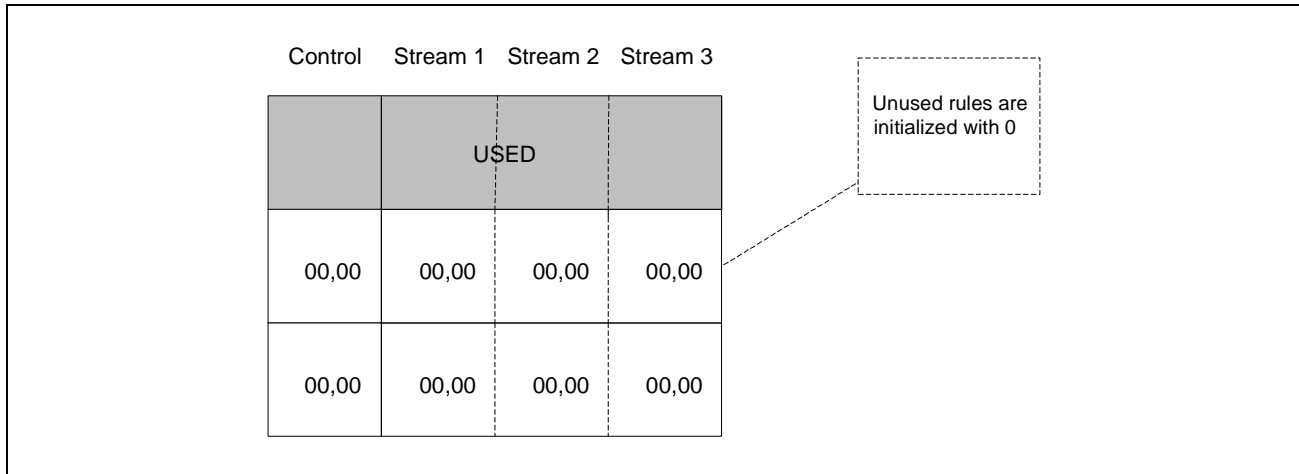 Control Stream 1 Stream 2 Stream 3
Unused rules are
initialized with 0
USED
00,00 00,00 00,00 00,00
00,00 00,00 00,00 00,00